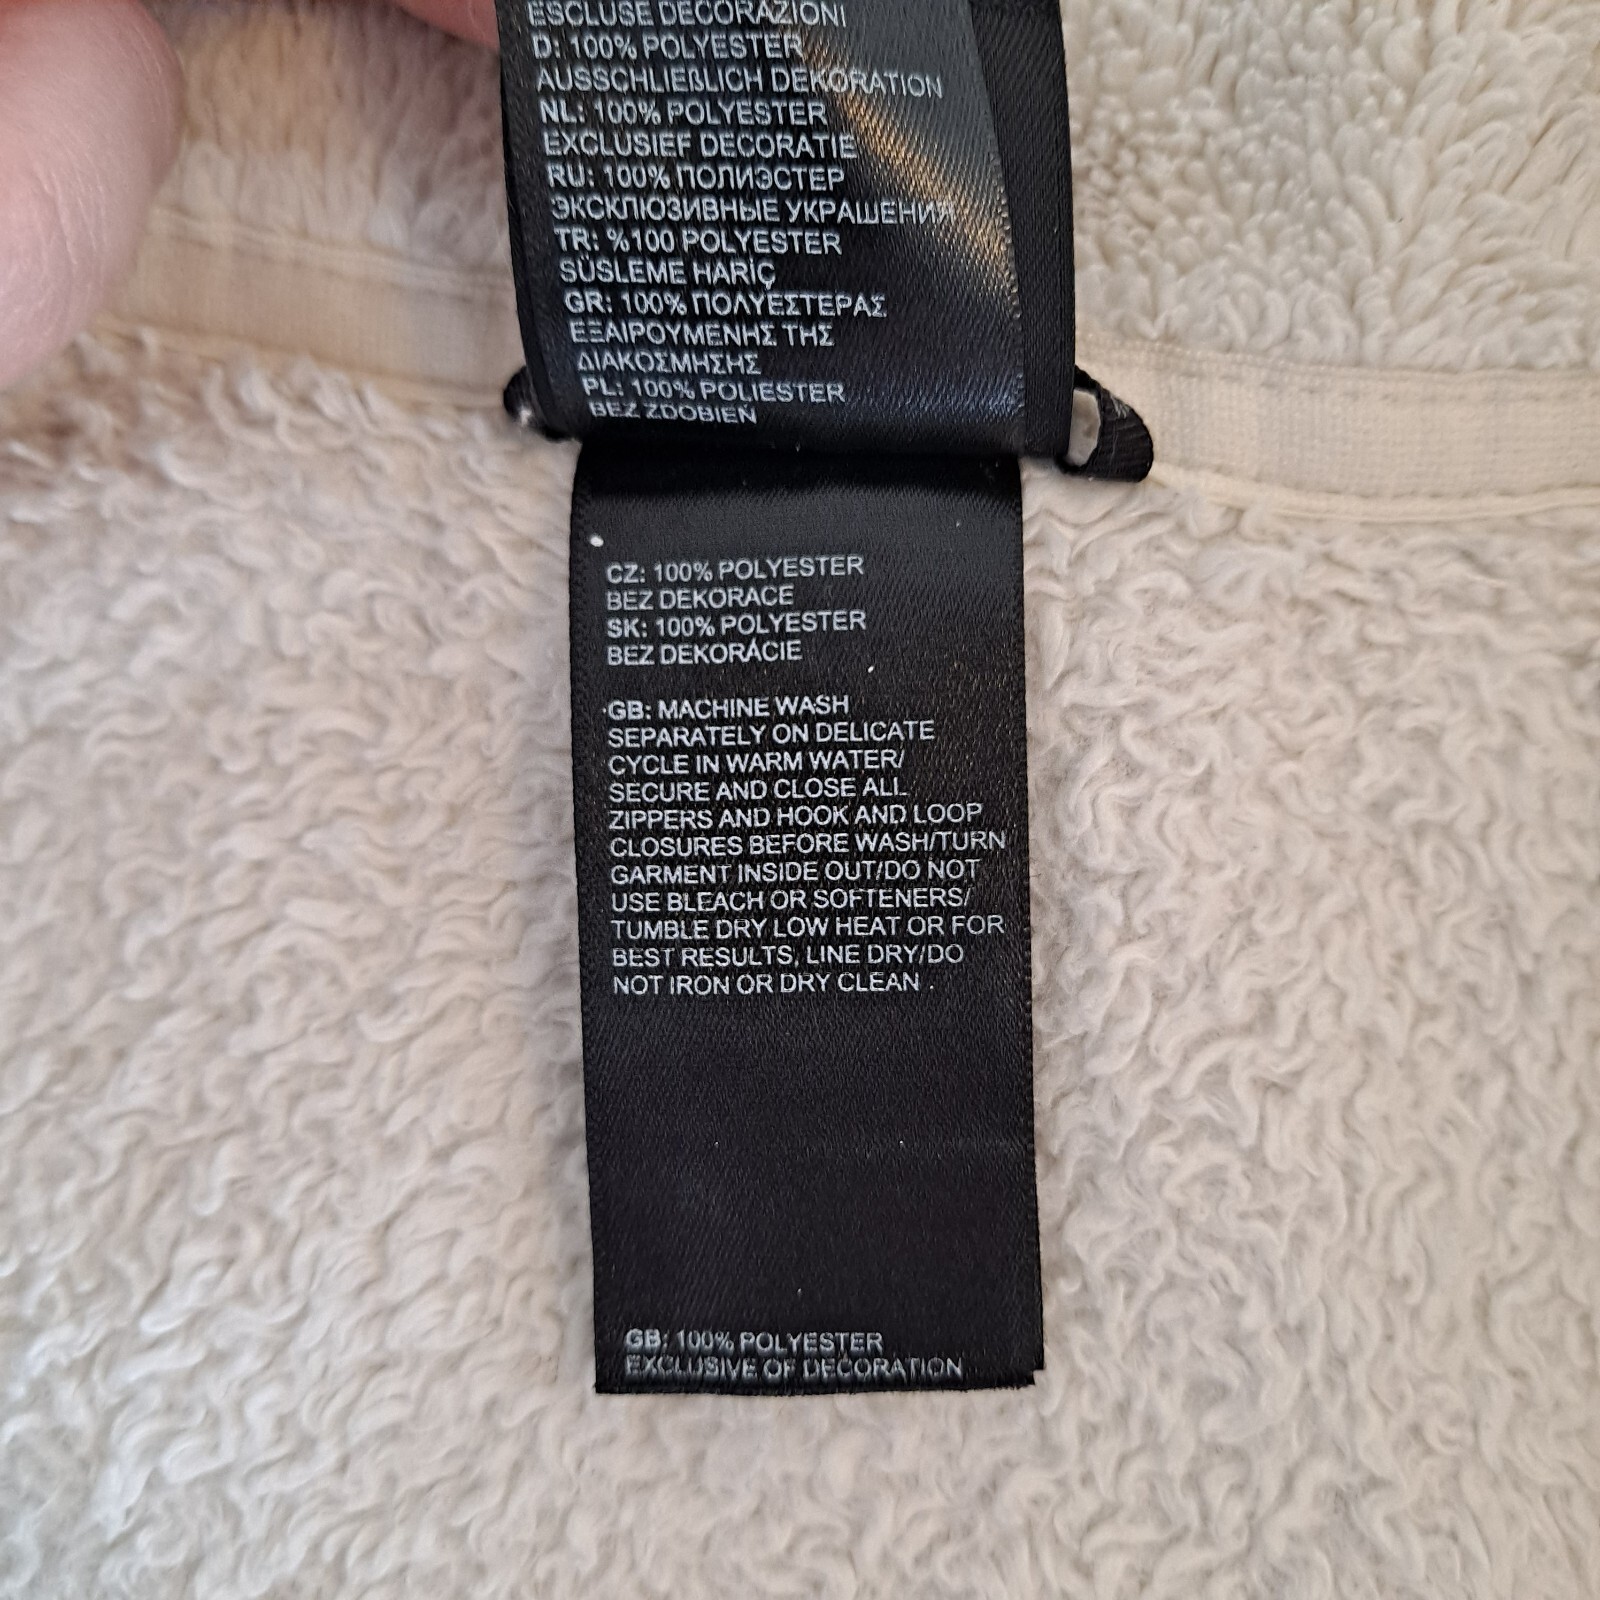 ESCLUSE DECORAZIONI
D: 100% POLYESTER
AUSSCHLIEßLICH DEKORATION
NL: 100% POLYESTER
EXCLUSIEF DECORATIE
RU: 100% ПОЛИЭСТЕР
ЭКСКЛЮЗИВНЫЕ УКРАШЕНИЯ
TR: %100 POLYESTER
SÜSLEME HARİÇ
GR: 100% ΠΟΛΥΕΣΤΕΡΑΣ
ΕΞΑΙΡΟΥΜΕΝΗΣ ΤΗΣ
ΔΙΑΚΟΣΜΗΣΗΣ
PL: 100% POLIESTER
BEZ ZDOBIEŃ
CZ: 100% POLYESTER
BEZ DEKORACE
SK: 100% POLYESTER
BEZ DEKORÁCIE
GB: MACHINE WASH
SEPARATELY ON DELICATE
CYCLE IN WARM WATER/
SECURE AND CLOSE ALL
ZIPPERS AND HOOK AND LOOP
CLOSURES BEFORE WASH/TURN
GARMENT INSIDE OUT/DO NOT
USE BLEACH OR SOFTENERS/
TUMBLE DRY LOW HEAT OR FOR
BEST RESULTS, LINE DRY/DO
NOT IRON OR DRY CLEAN .
GB: 100% POLYESTER
EXCLUSIVE OF DECORATION